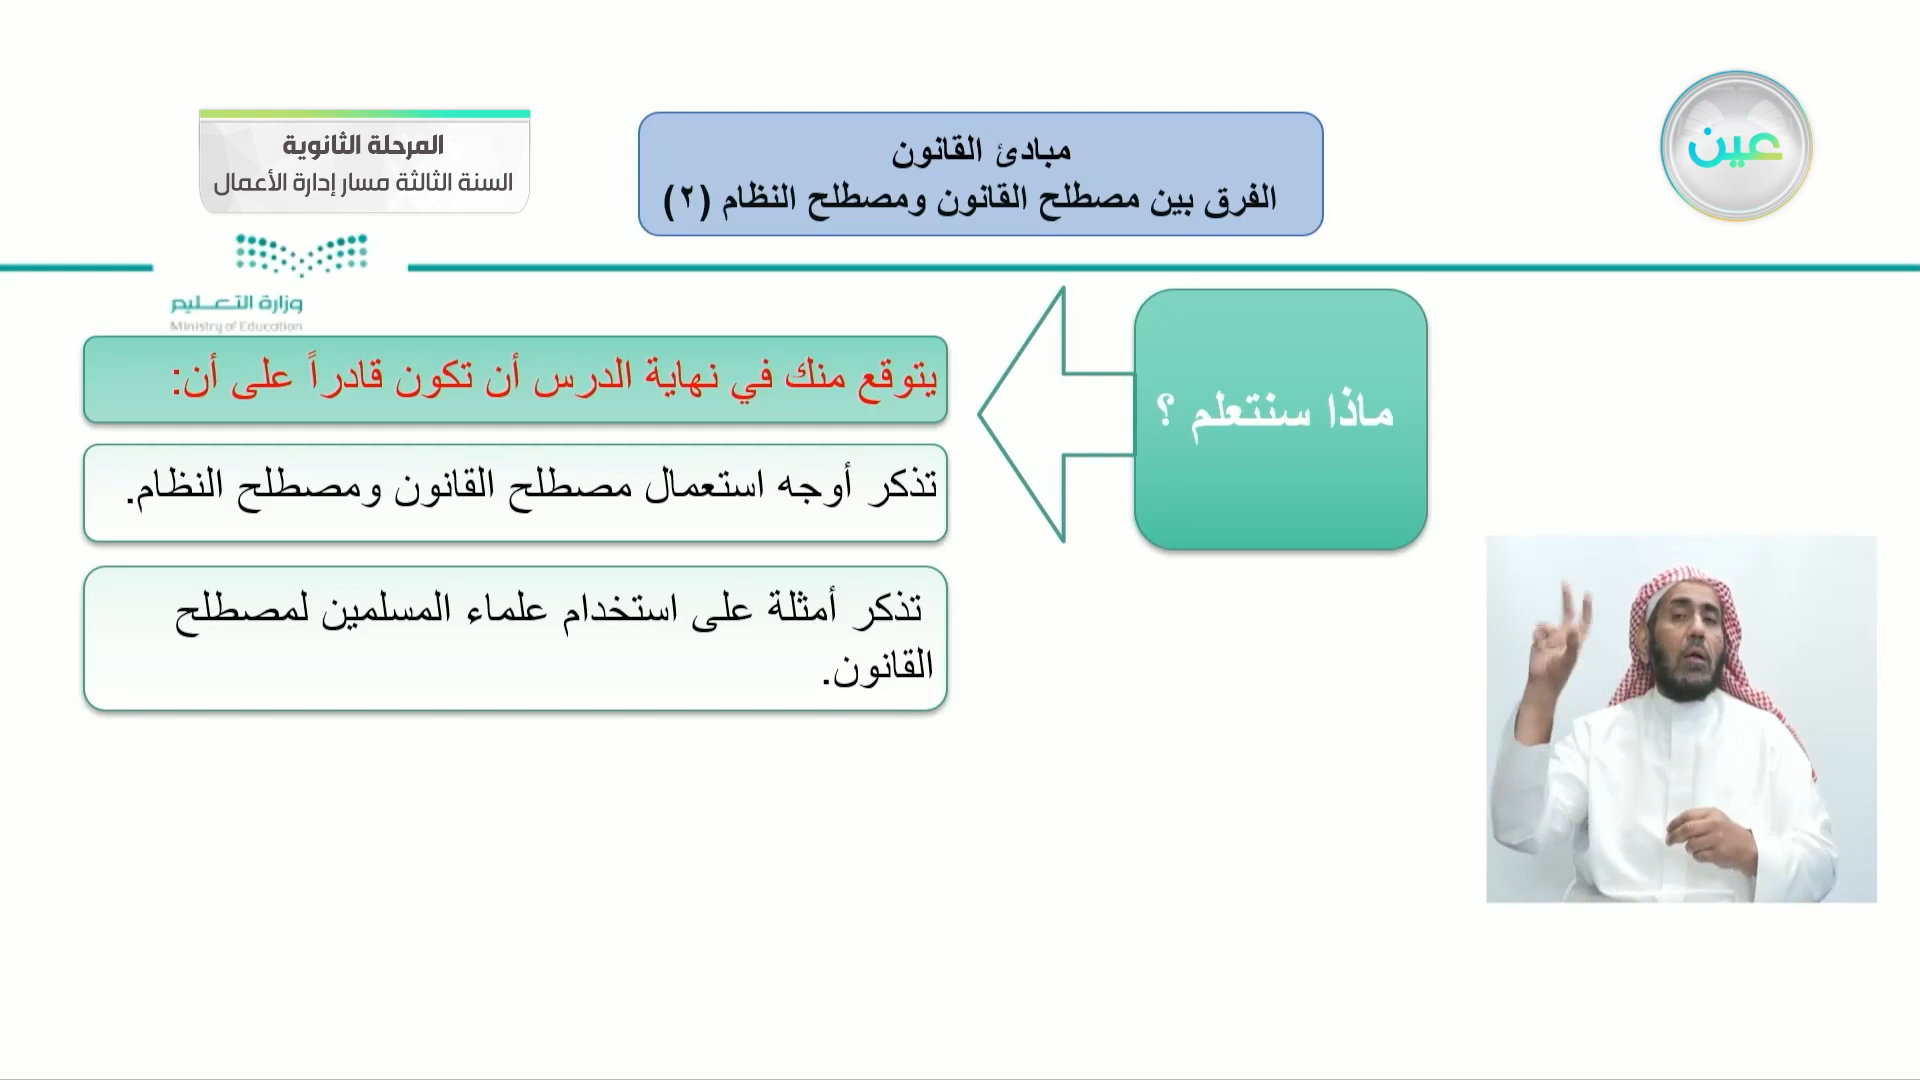 عين
مبادئ القانون
الفرق بين مصطلح القانون ومصطلح النظام (٢)
المرحلة الثانوية
السنة الثالثة مسار إدارة الأعمال
وزارة التعـــليم
Ministry of Education
ماذا سنتعلم ؟
يتوقع منك في نهاية الدرس أن تكون قادراً على أن:
تذكر أوجه استعمال مصطلح القانون ومصطلح النظام.
تذكر أمثلة على استخدام علماء المسلمين لمصطلح
القانون.